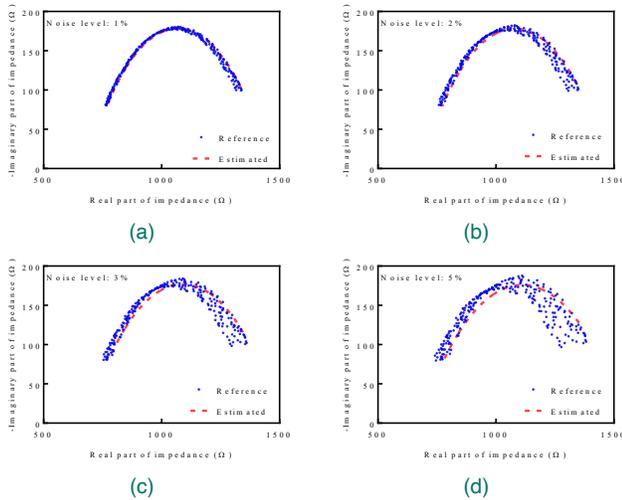 -Imaginary part of impedance (Ω)
200
150
100
50
0
Noise level: 1%
Reference
Estimated
500
1000
1500
Real part of impedance (Ω)
(a)
-Imaginary part of impedance (Ω)
200
150
100
50
0
Noise level: 2%
Reference
Estimated
500
1000
1500
Real part of impedance (Ω)
(b)
-Imaginary part of impedance (Ω)
200
150
100
50
0
Noise level: 3%
Reference
Estimated
500
1000
1500
Real part of impedance (Ω)
(c)
-Imaginary part of impedance (Ω)
200
150
100
50
0
Noise level: 5%
Reference
Estimated
500
1000
1500
Real part of impedance (Ω)
(d)